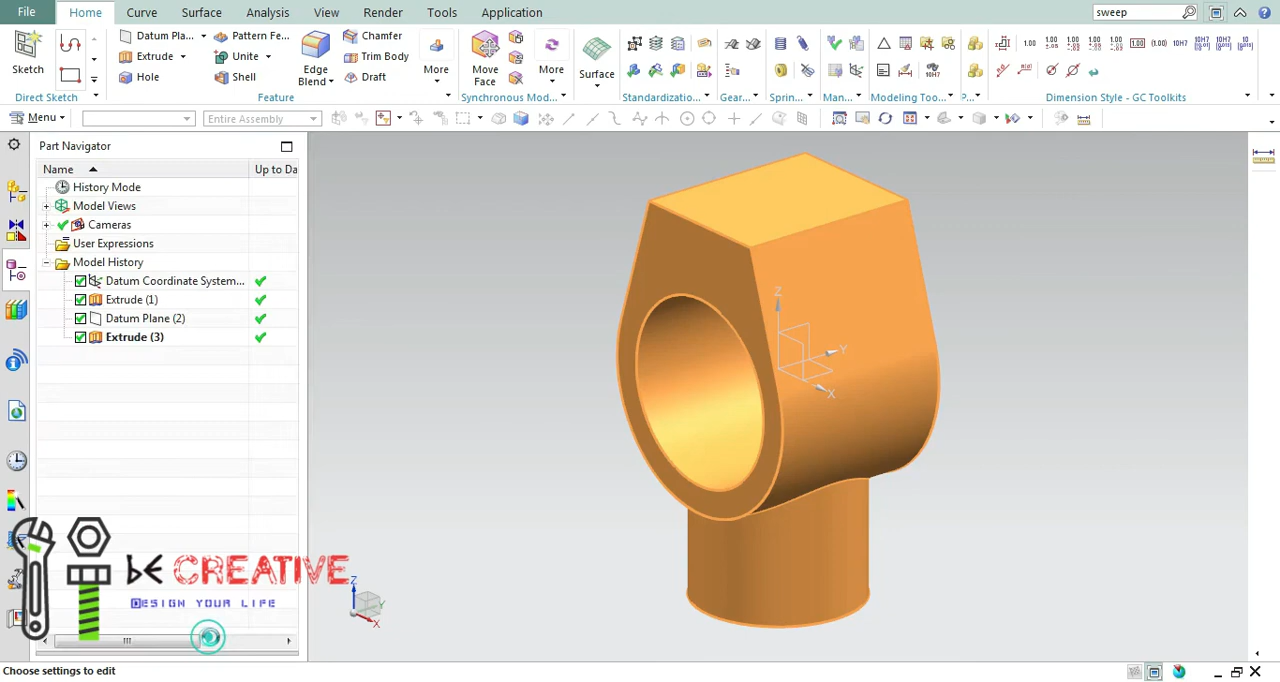 File Home Curve Surface Analysis View Render Tools Application sweep
Sketch
Datum Pla... Pattern Fe... Chamfer
Extrude Unite Trim Body
Hole Shell Draft
Edge Blend
More
Move Face
More
Surface
Direct Sketch Feature Synchronous Mod... Standardizatio... Gear... Sprin... Man... Modeling Too... P... Dimension Style - GC Toolkits
Menu Entire Assembly
Part Navigator
Name Up to Da
History Mode
Model Views
Cameras
User Expressions
Model History
Datum Coordinate System...
Extrude (1)
Datum Plane (2)
Extrude (3)
Z
Y
X
bE CREATIVE
DESIGN YOUR LIFE
Z
Y
X
Choose settings to edit